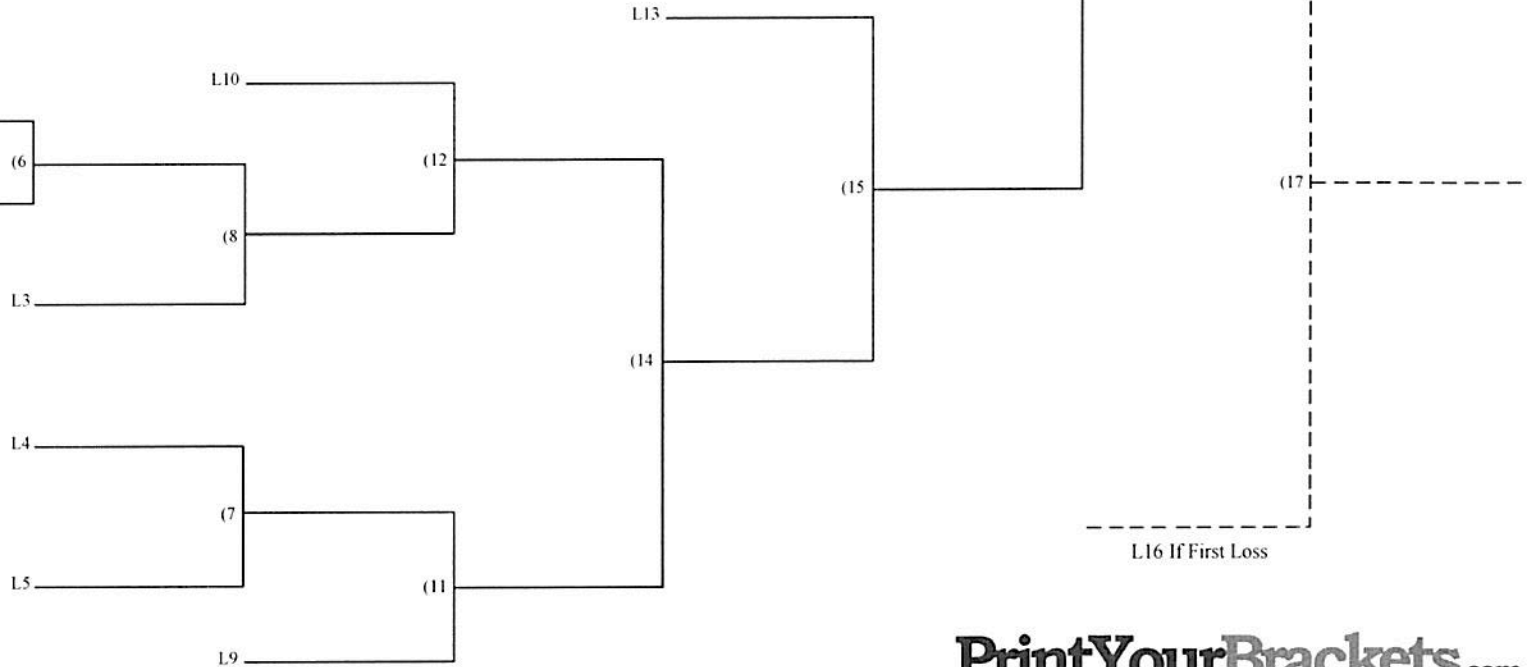 L13
L10
(6
(12
(15
(17
(8
L3
(14
L4
(7
L16 If First Loss
L5
(11
L9
PrintYourBrackets.com